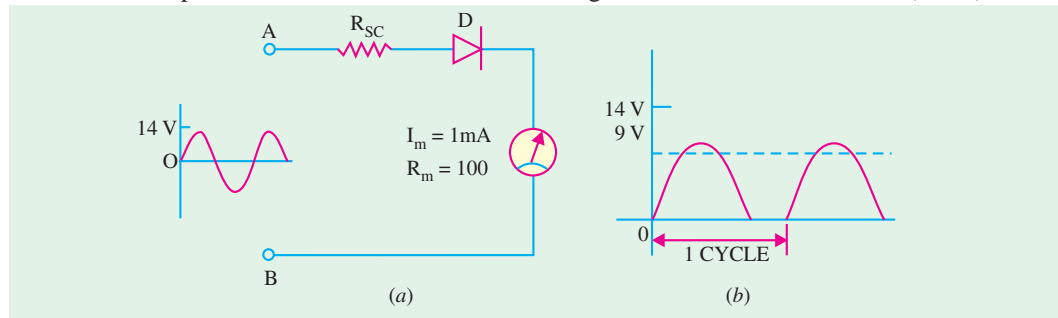 A
R_SC
D
14 V
O
I_m = 1mA
R_m = 100
B
(a)
14 V
9 V
0
1 CYCLE
(b)